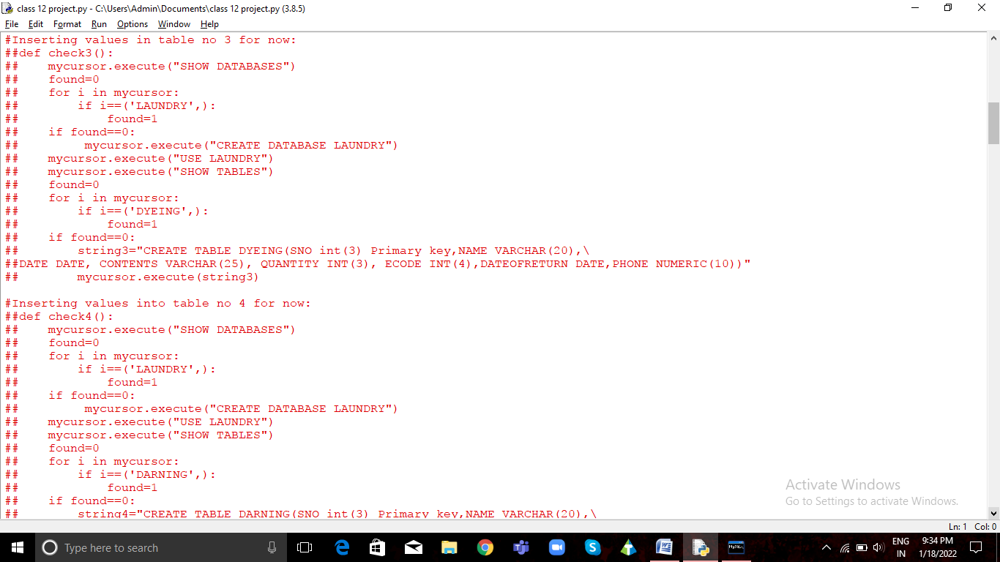 class 12 project.py - C:\Users\Admin\Documents\class 12 project.py (3.8.5)
File Edit Format Run Options Window Help
#Inserting values in table no 3 for now:
##def check3():
##    mycursor.execute("SHOW DATABASES")
##    found=0
##    for i in mycursor:
##        if i==('LAUNDRY',):
##            found=1
##    if found==0:
##         mycursor.execute("CREATE DATABASE LAUNDRY")
##    mycursor.execute("USE LAUNDRY")
##    mycursor.execute("SHOW TABLES")
##    found=0
##    for i in mycursor:
##        if i==('DYEING',):
##            found=1
##    if found==0:
##        string3="CREATE TABLE DYEING(SNO int(3) Primary key,NAME VARCHAR(20),\
##DATE DATE, CONTENTS VARCHAR(25), QUANTITY INT(3), ECODE INT(4),DATEOFRETURN DATE,PHONE NUMERIC(10))"
##        mycursor.execute(string3)
#Inserting values into table no 4 for now:
##def check4():
##    mycursor.execute("SHOW DATABASES")
##    found=0
##    for i in mycursor:
##        if i==('LAUNDRY',):
##            found=1
##    if found==0:
##         mycursor.execute("CREATE DATABASE LAUNDRY")
##    mycursor.execute("USE LAUNDRY")
##    mycursor.execute("SHOW TABLES")
##    found=0
##    for i in mycursor:
##        if i==('DARNING',):
##            found=1
##    if found==0:
##        string4="CREATE TABLE DARNING(SNO int(3) Primary key,NAME VARCHAR(20),\
Activate Windows
Go to Settings to activate Windows.
Ln: 1 Col: 0
Type here to search
MySQL
ENG
IN
9:34 PM
1/18/2022